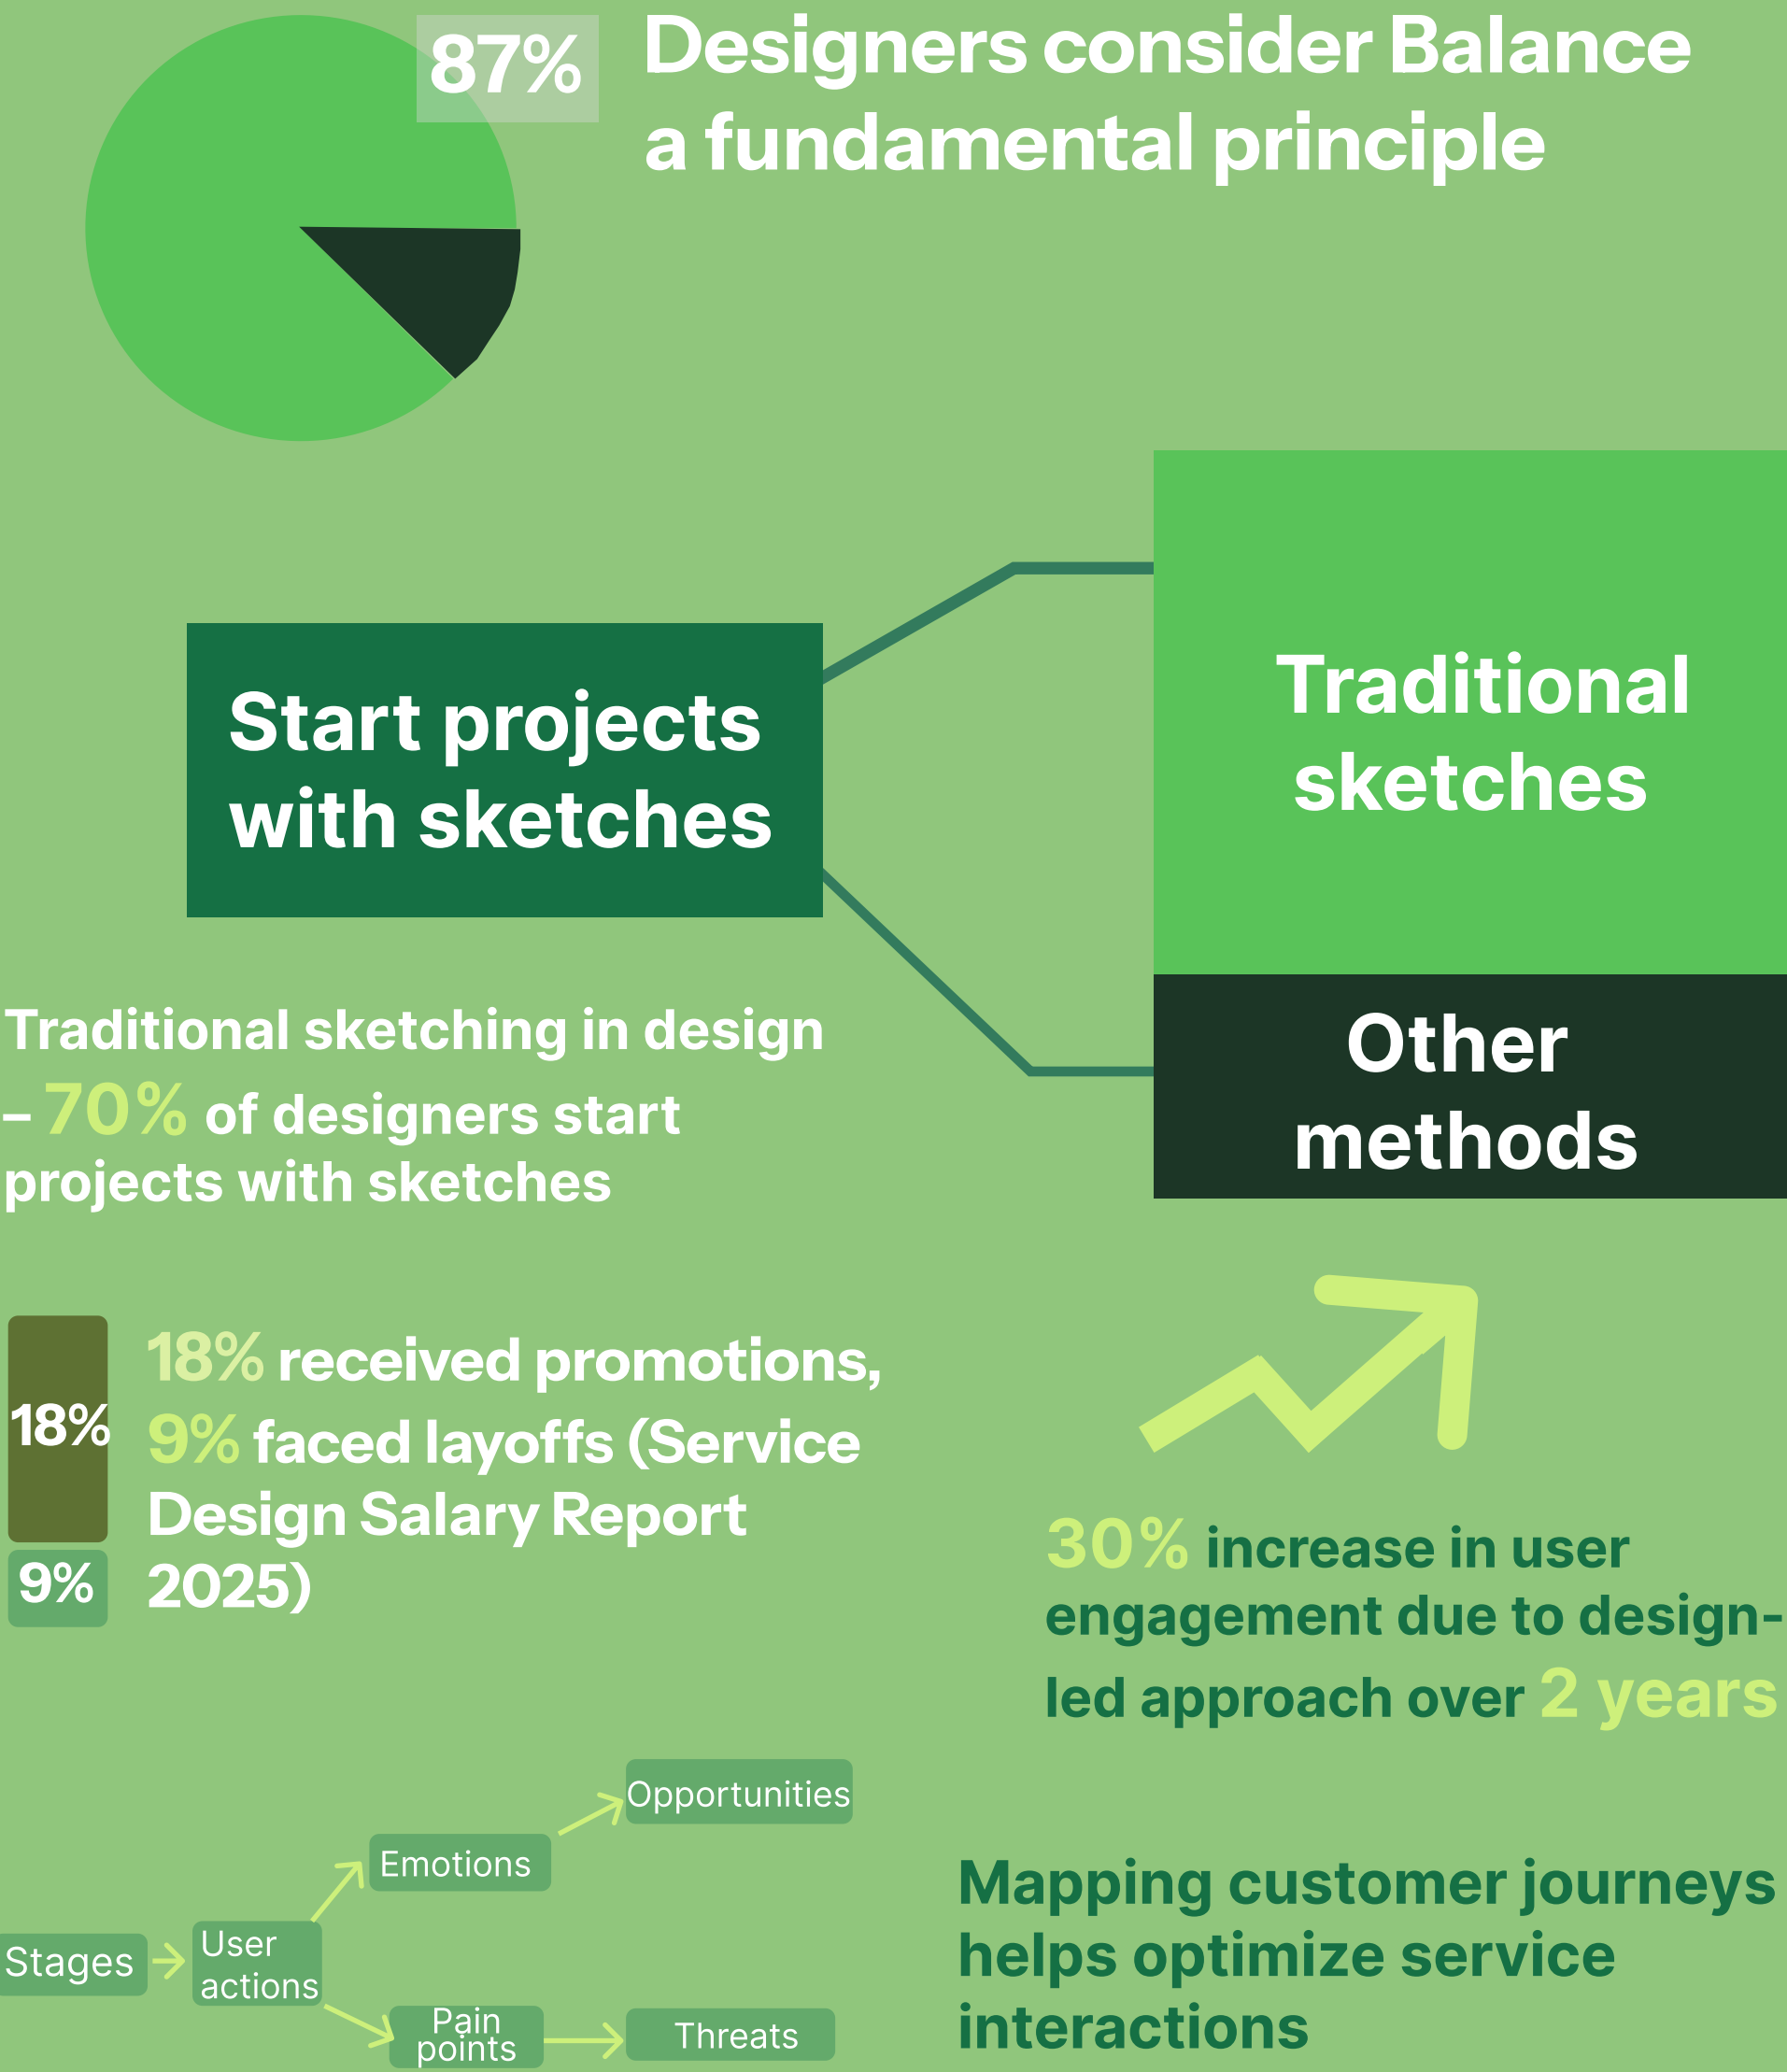 87%
Designers consider Balance
a fundamental principle
Start projects
with sketches
Traditional
sketches
Other
methods
Traditional sketching in design
– 70% of designers start
projects with sketches
18%
9%
18% received promotions,
9% faced layoffs (Service
Design Salary Report
2025)
30% increase in user
engagement due to design-
led approach over 2 years
Stages
User
actions
Emotions
Opportunities
Pain
points
Threats
Mapping customer journeys
helps optimize service
interactions